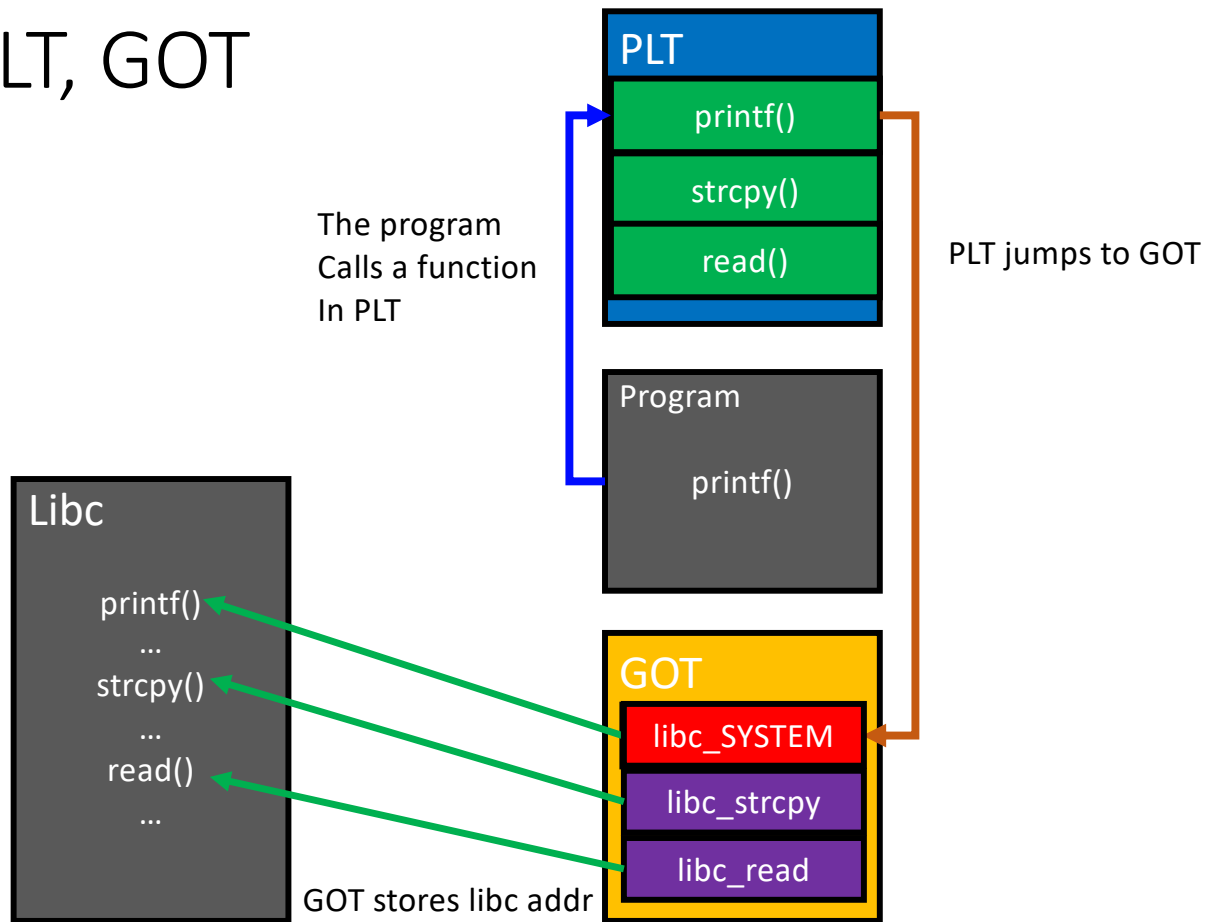 LT, GOT
PLT
printf()
strcpy()
read()
The program
Calls a function
In PLT
PLT jumps to GOT
Program
printf()
Libc
printf()
...
strcpy()
...
read()
...
GOT
libc_SYSTEM
libc_strcpy
libc_read
GOT stores libc addr